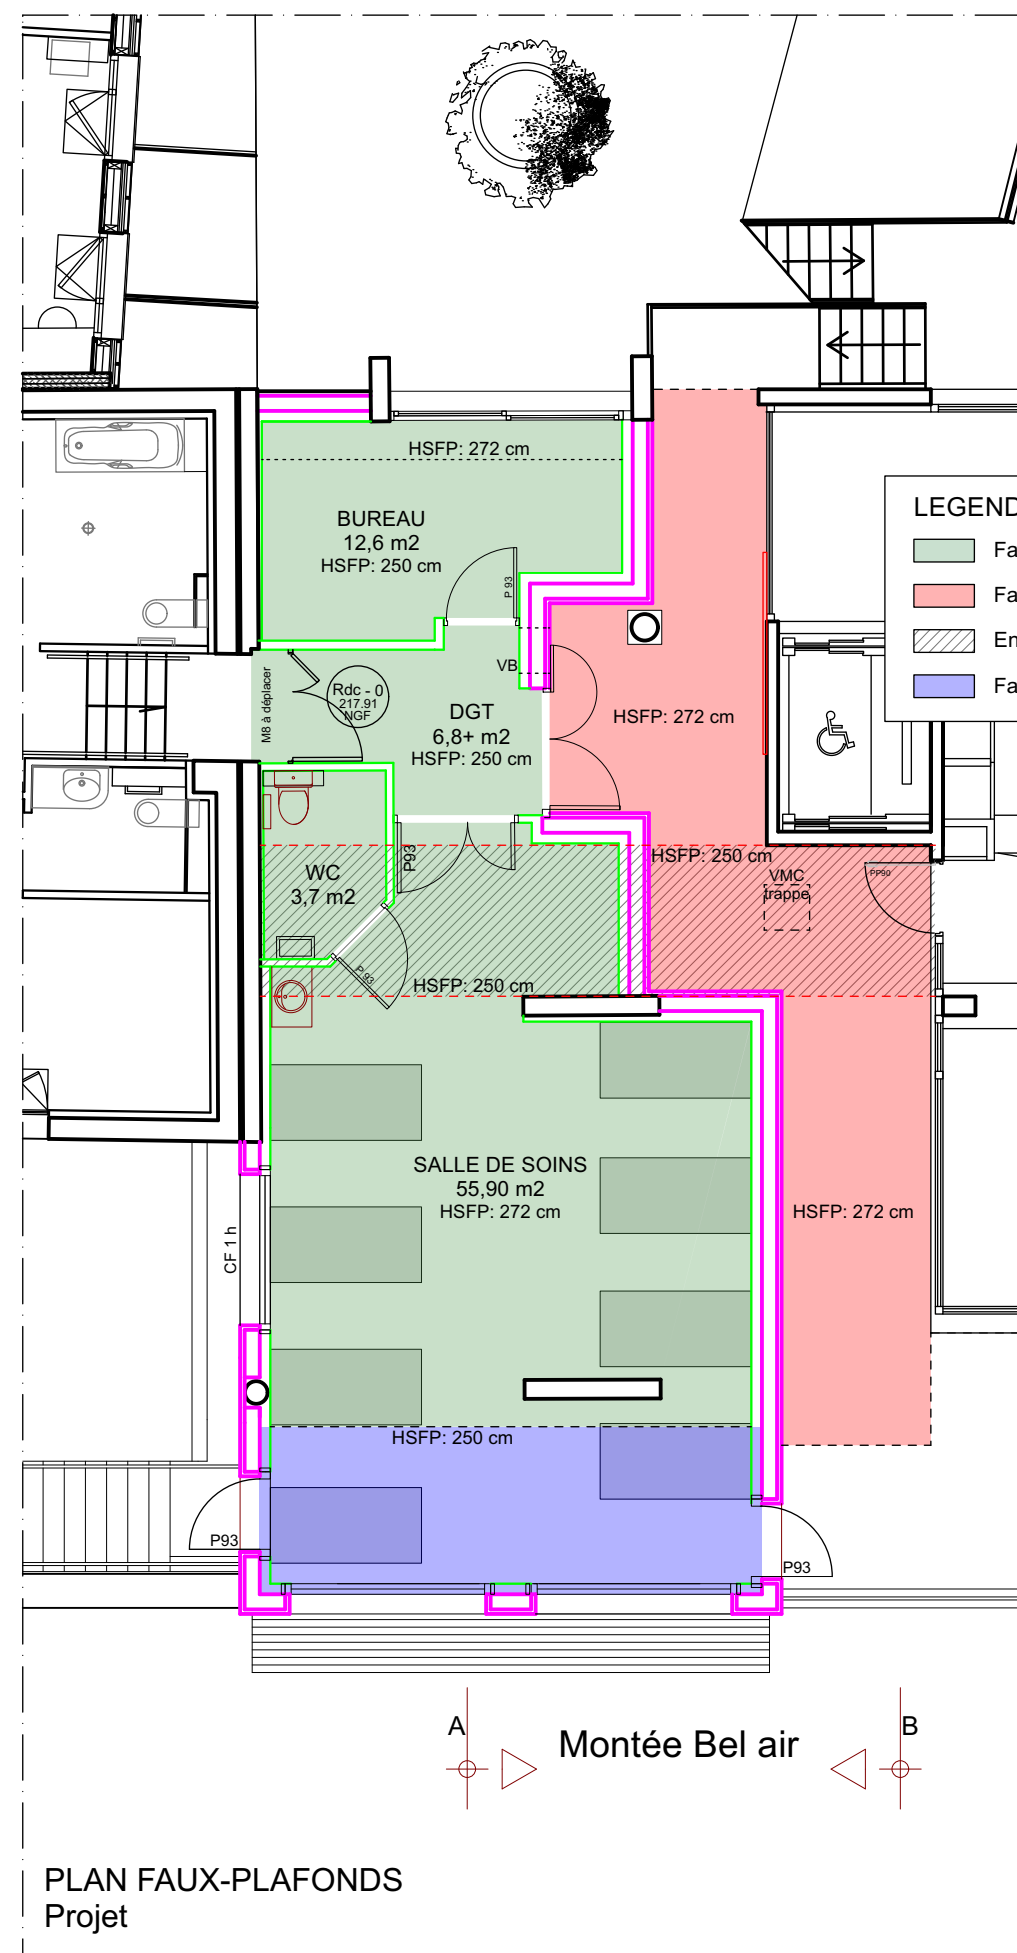 HSFP: 272 cm
BUREAU
12,6 m2
HSFP: 250 cm
P 93
LEGEND
Fa
Fa
En
Fa
VB
M8 à déplacer
Rdc - 0
217.91
NGF
DGT
6,8+ m2
HSFP: 250 cm
HSFP: 272 cm
P93
WC
3,7 m2
HSFP: 250 cm
VMC
trappe
PP90
P 93
HSFP: 250 cm
SALLE DE SOINS
55,90 m2
HSFP: 272 cm
HSFP: 272 cm
CF 1 h
HSFP: 250 cm
P93
P93
A
Montée Bel air
B
PLAN FAUX-PLAFONDS
Projet